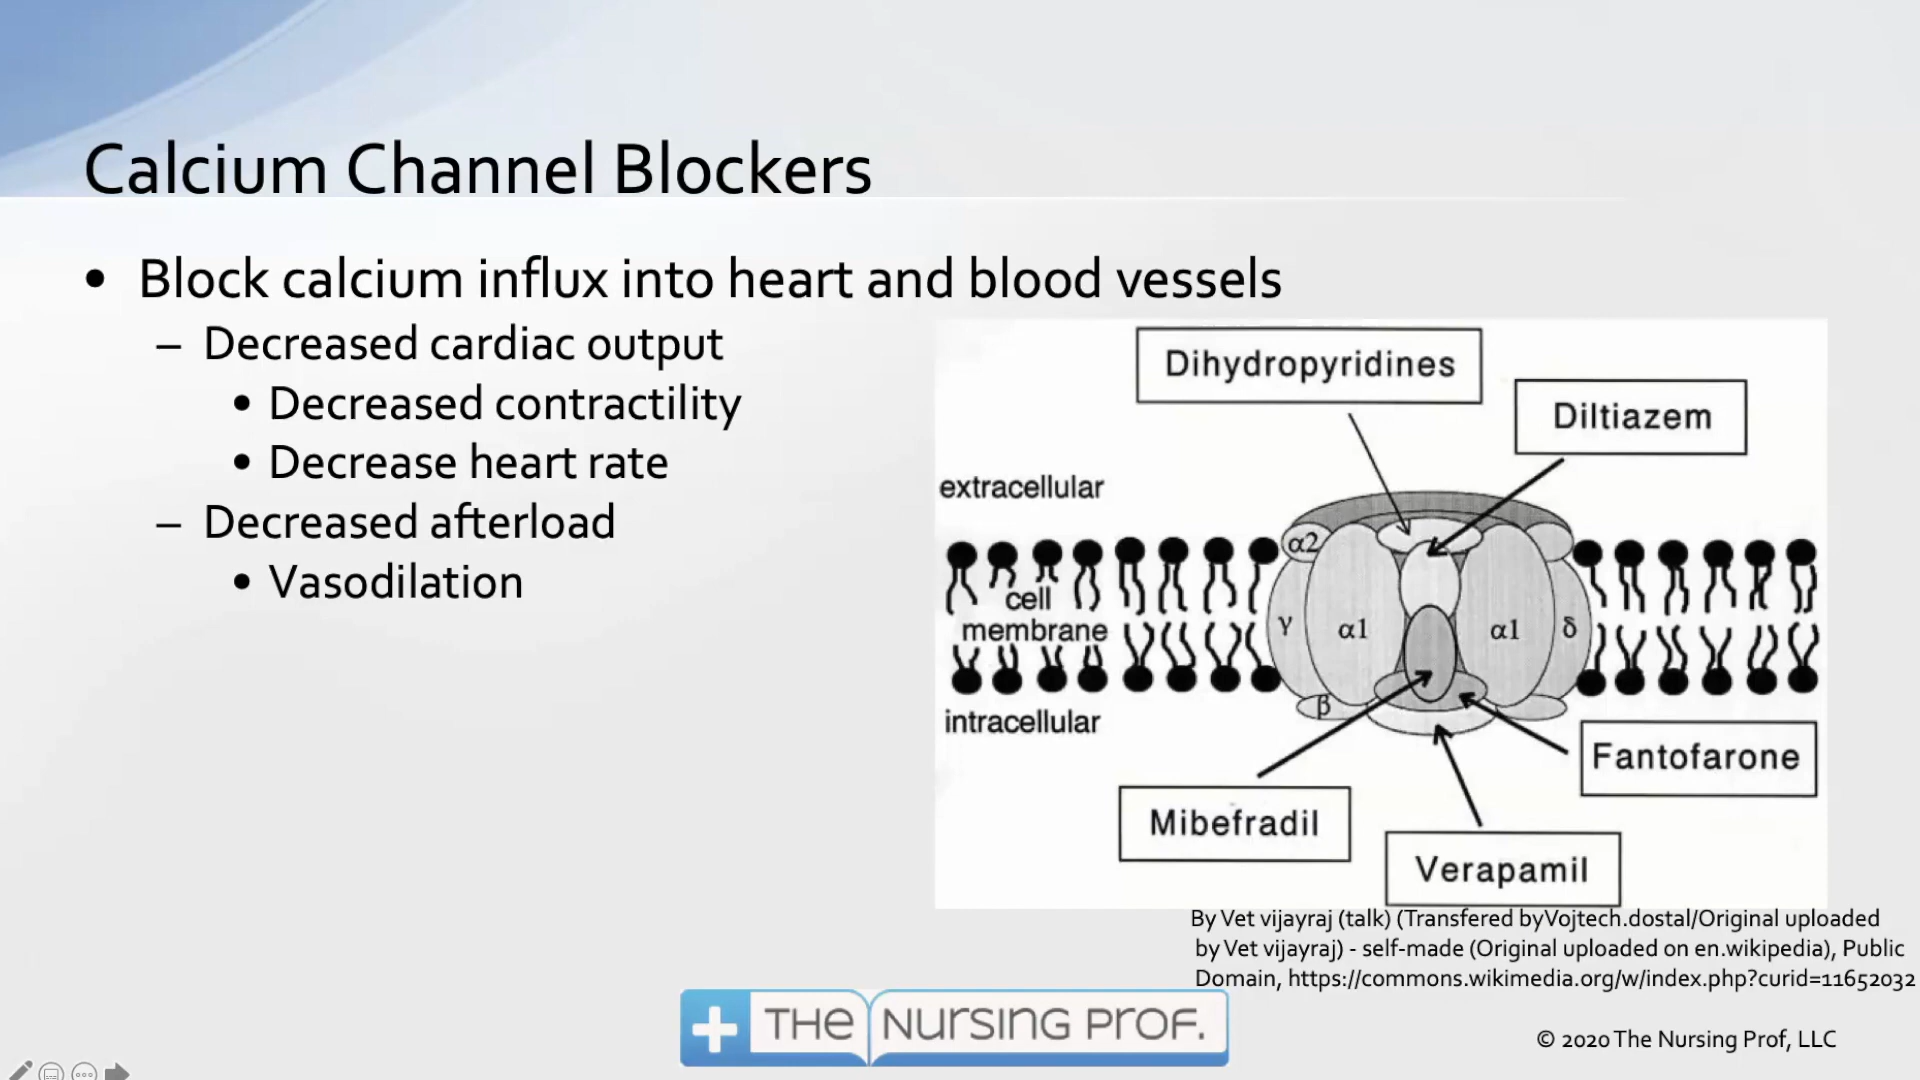 Calcium Channel Blockers
• Block calcium influx into heart and blood vessels
– Decreased cardiac output
• Decreased contractility
• Decrease heart rate
– Decreased afterload
• Vasodilation
Dihydropyridines
Diltiazem
extracellular
α2
cell
membrane
γ
α1
α1
δ
β
intracellular
Fantofarone
Mibefradil
Verapamil
By Vet vijayraj (talk) (Transfered byVojtech.dostal/Original uploaded
by Vet vijayraj) - self-made (Original uploaded on en.wikipedia), Public
Domain, https://commons.wikimedia.org/w/index.php?curid=11652032
THE NURSING PROF.
© 2020 The Nursing Prof, LLC